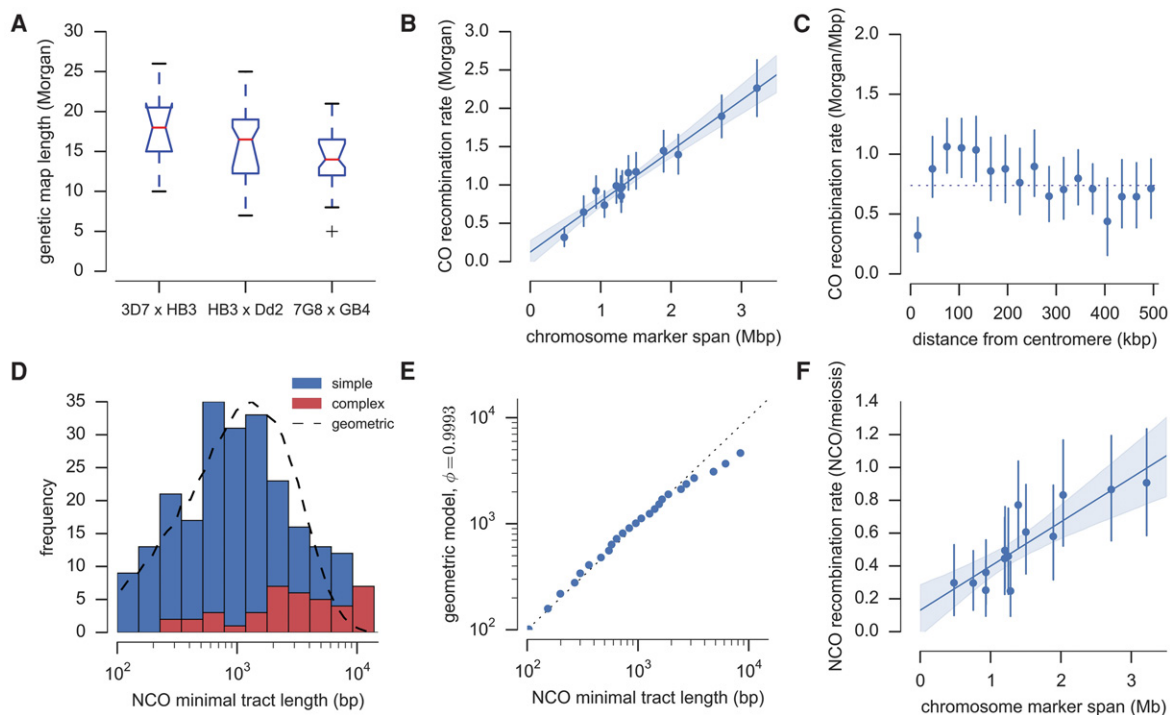 A
genetic map length (Morgan)
30
25
20
15
10
5
0
3D7 x HB3
HB3 x Dd2
7G8 x GB4
B
CO recombination rate (Morgan)
3.0
2.5
2.0
1.5
1.0
0.5
0.0
0
1
2
3
chromosome marker span (Mbp)
C
CO recombination rate (Morgan/Mbp)
2.0
1.5
1.0
0.5
0.0
0
100
200
300
400
500
distance from centromere (kbp)
D
simple
complex
geometric
frequency
35
30
25
20
15
10
5
0
10²
10³
10⁴
NCO minimal tract length (bp)
E
geometric model, ϕ=0.9993
10⁴
10³
10²
10²
10³
10⁴
NCO minimal tract length (bp)
F
NCO recombination rate (NCO/meiosis)
1.4
1.2
1.0
0.8
0.6
0.4
0.2
0.0
0
1
2
3
chromosome marker span (Mb)